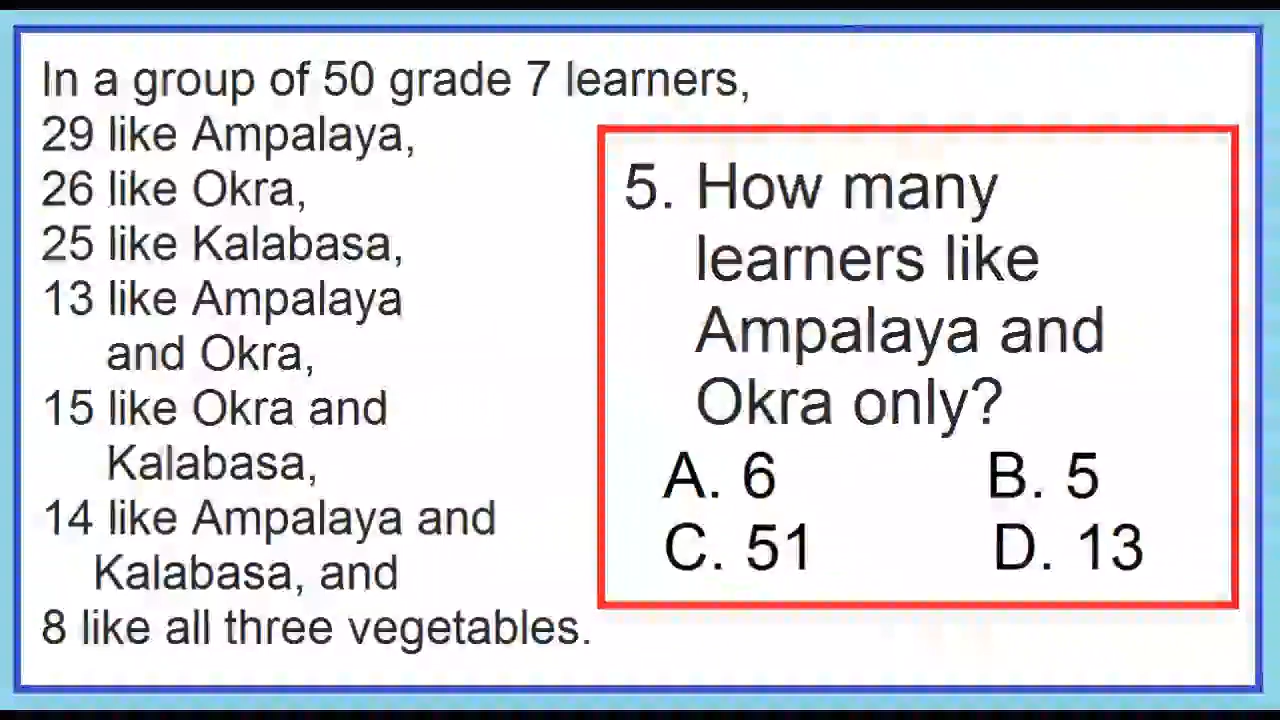 In a group of 50 grade 7 learners,
29 like Ampalaya,
26 like Okra,
25 like Kalabasa,
13 like Ampalaya
and Okra,
15 like Okra and
Kalabasa,
14 like Ampalaya and
Kalabasa, and
8 like all three vegetables.
5. How many
learners like
Ampalaya and
Okra only?
A. 6 B. 5
C. 51 D. 13